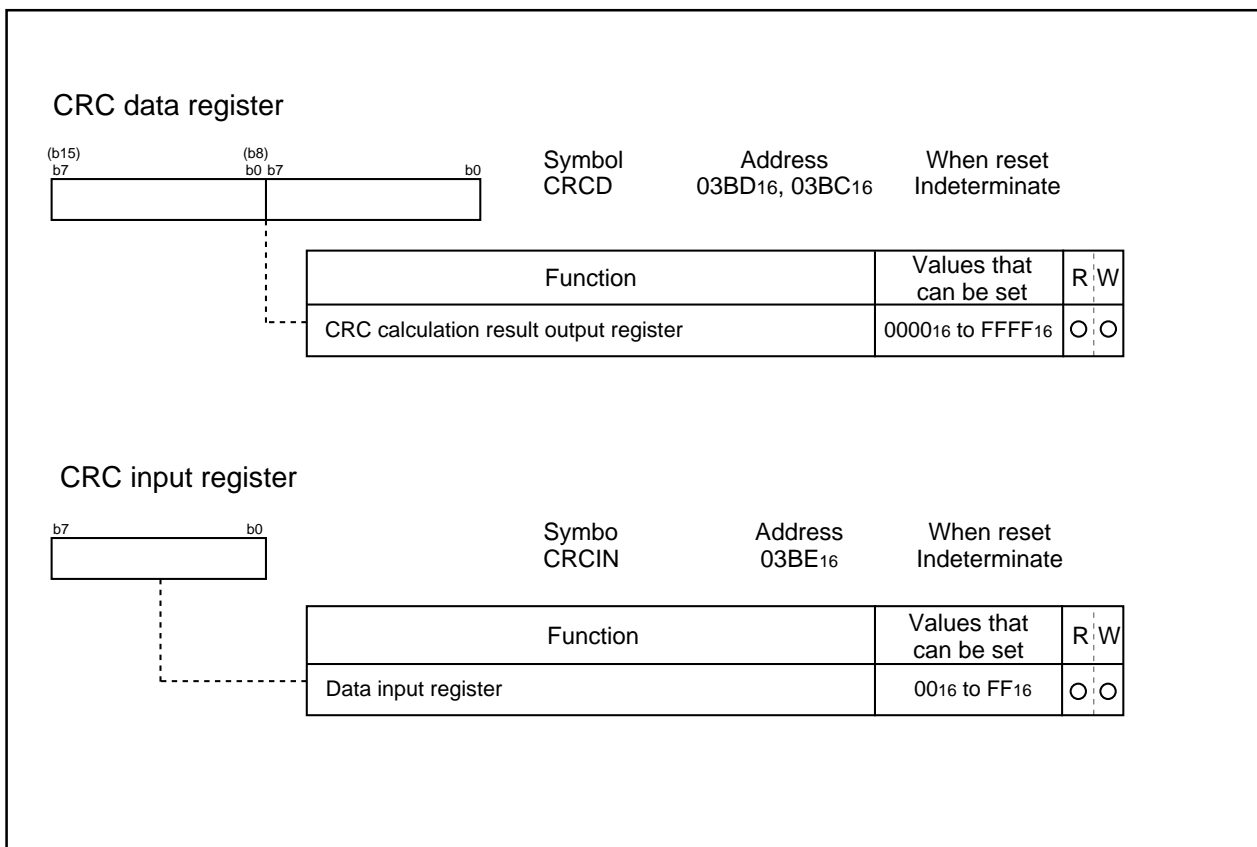 CRC data register
(b15) (b8)
b7 b0 b7 b0
Symbol Address When reset
CRCD 03BD16, 03BC16 Indeterminate
Function Values that can be set R W
CRC calculation result output register 000016 to FFFF16 O O
CRC input register
b7 b0
Symbo Address When reset
CRCIN 03BE16 Indeterminate
Function Values that can be set R W
Data input register 0016 to FF16 O O